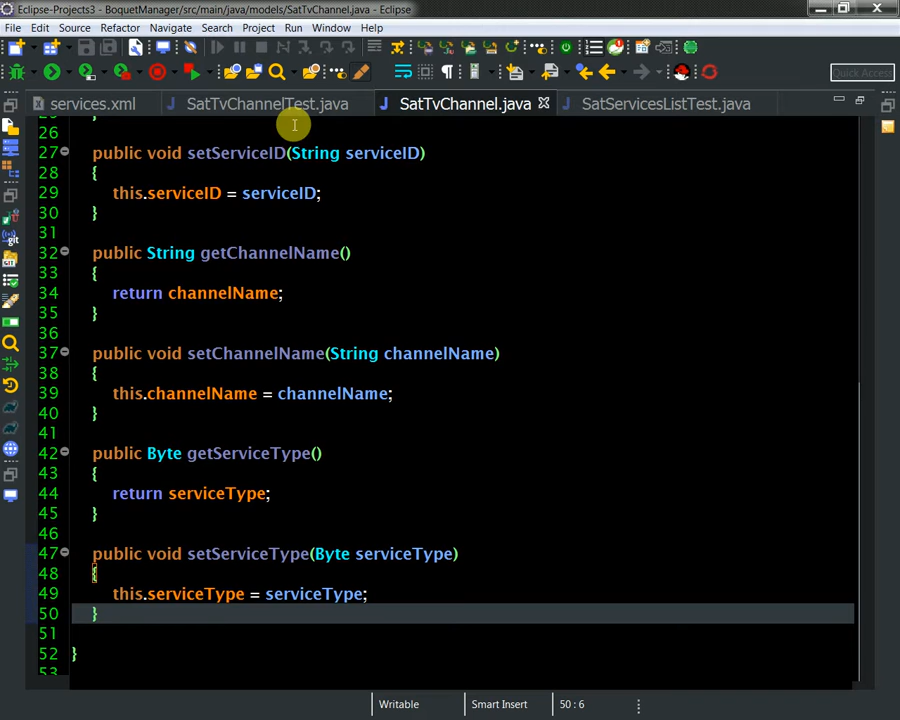 Eclipse-Projects3 - BoquetManager/src/main/java/models/SatTvChannel.java - Eclipse
File Edit Source Refactor Navigate Search Project Run Window Help
Quick Access
services.xml SatTvChannelTest.java SatTvChannel.java SatServicesListTest.java
26
27 public void setServiceID(String serviceID)
28 {
29 this.serviceID = serviceID;
30 }
31
32 public String getChannelName()
33 {
34 return channelName;
35 }
36
37 public void setChannelName(String channelName)
38 {
39 this.channelName = channelName;
40 }
41
42 public Byte getServiceType()
43 {
44 return serviceType;
45 }
46
47 public void setServiceType(Byte serviceType)
48 {
49 this.serviceType = serviceType;
50 }
51
52 }
53
Writable Smart Insert 50 : 6